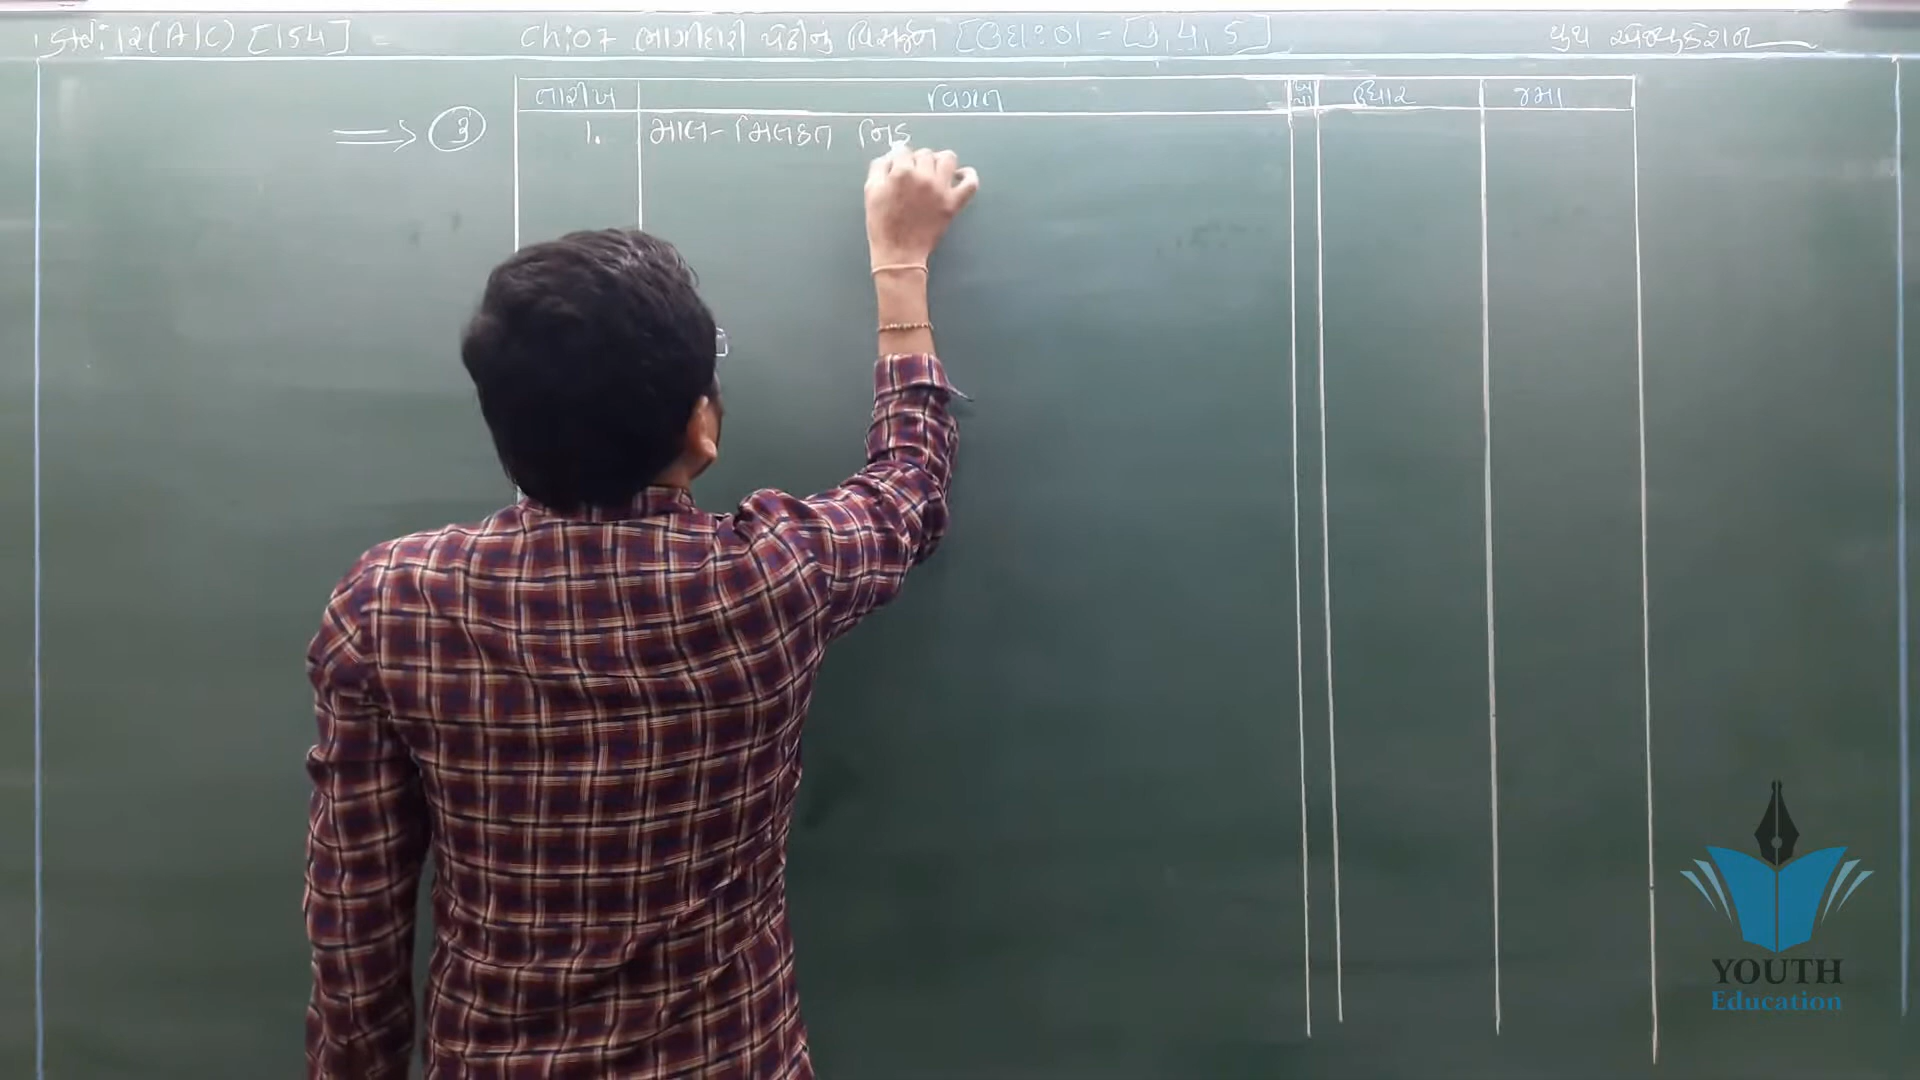 ધોરણ:12(A/C) [154]
Ch:07 ભાગીદારી પેઢીનું વિસર્જન [ઉદા:૦ - [3, 4, 5]
યુથ એજ્યુકેશન
તારીખ વિગત ખા પા ઉધાર જમા
⇒ ③ 1. માલ-મિલકત નિક
YOUTH
Education